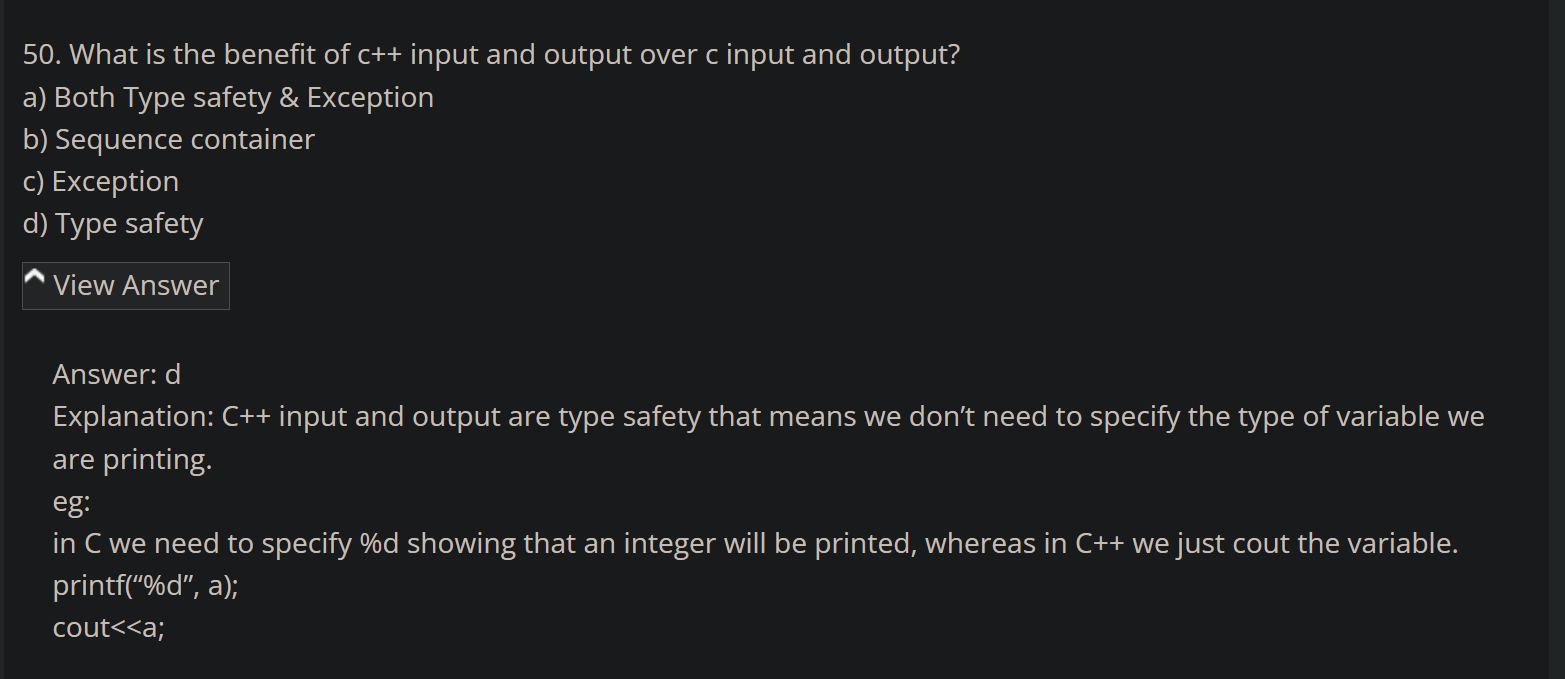 50. What is the benefit of c++ input and output over c input and output?
a) Both Type safety & Exception
b) Sequence container
c) Exception
d) Type safety
View Answer
Answer: d
Explanation: C++ input and output are type safety that means we don’t need to specify the type of variable we
are printing.
eg:
in C we need to specify %d showing that an integer will be printed, whereas in C++ we just cout the variable.
printf(“%d”, a);
cout<<a;